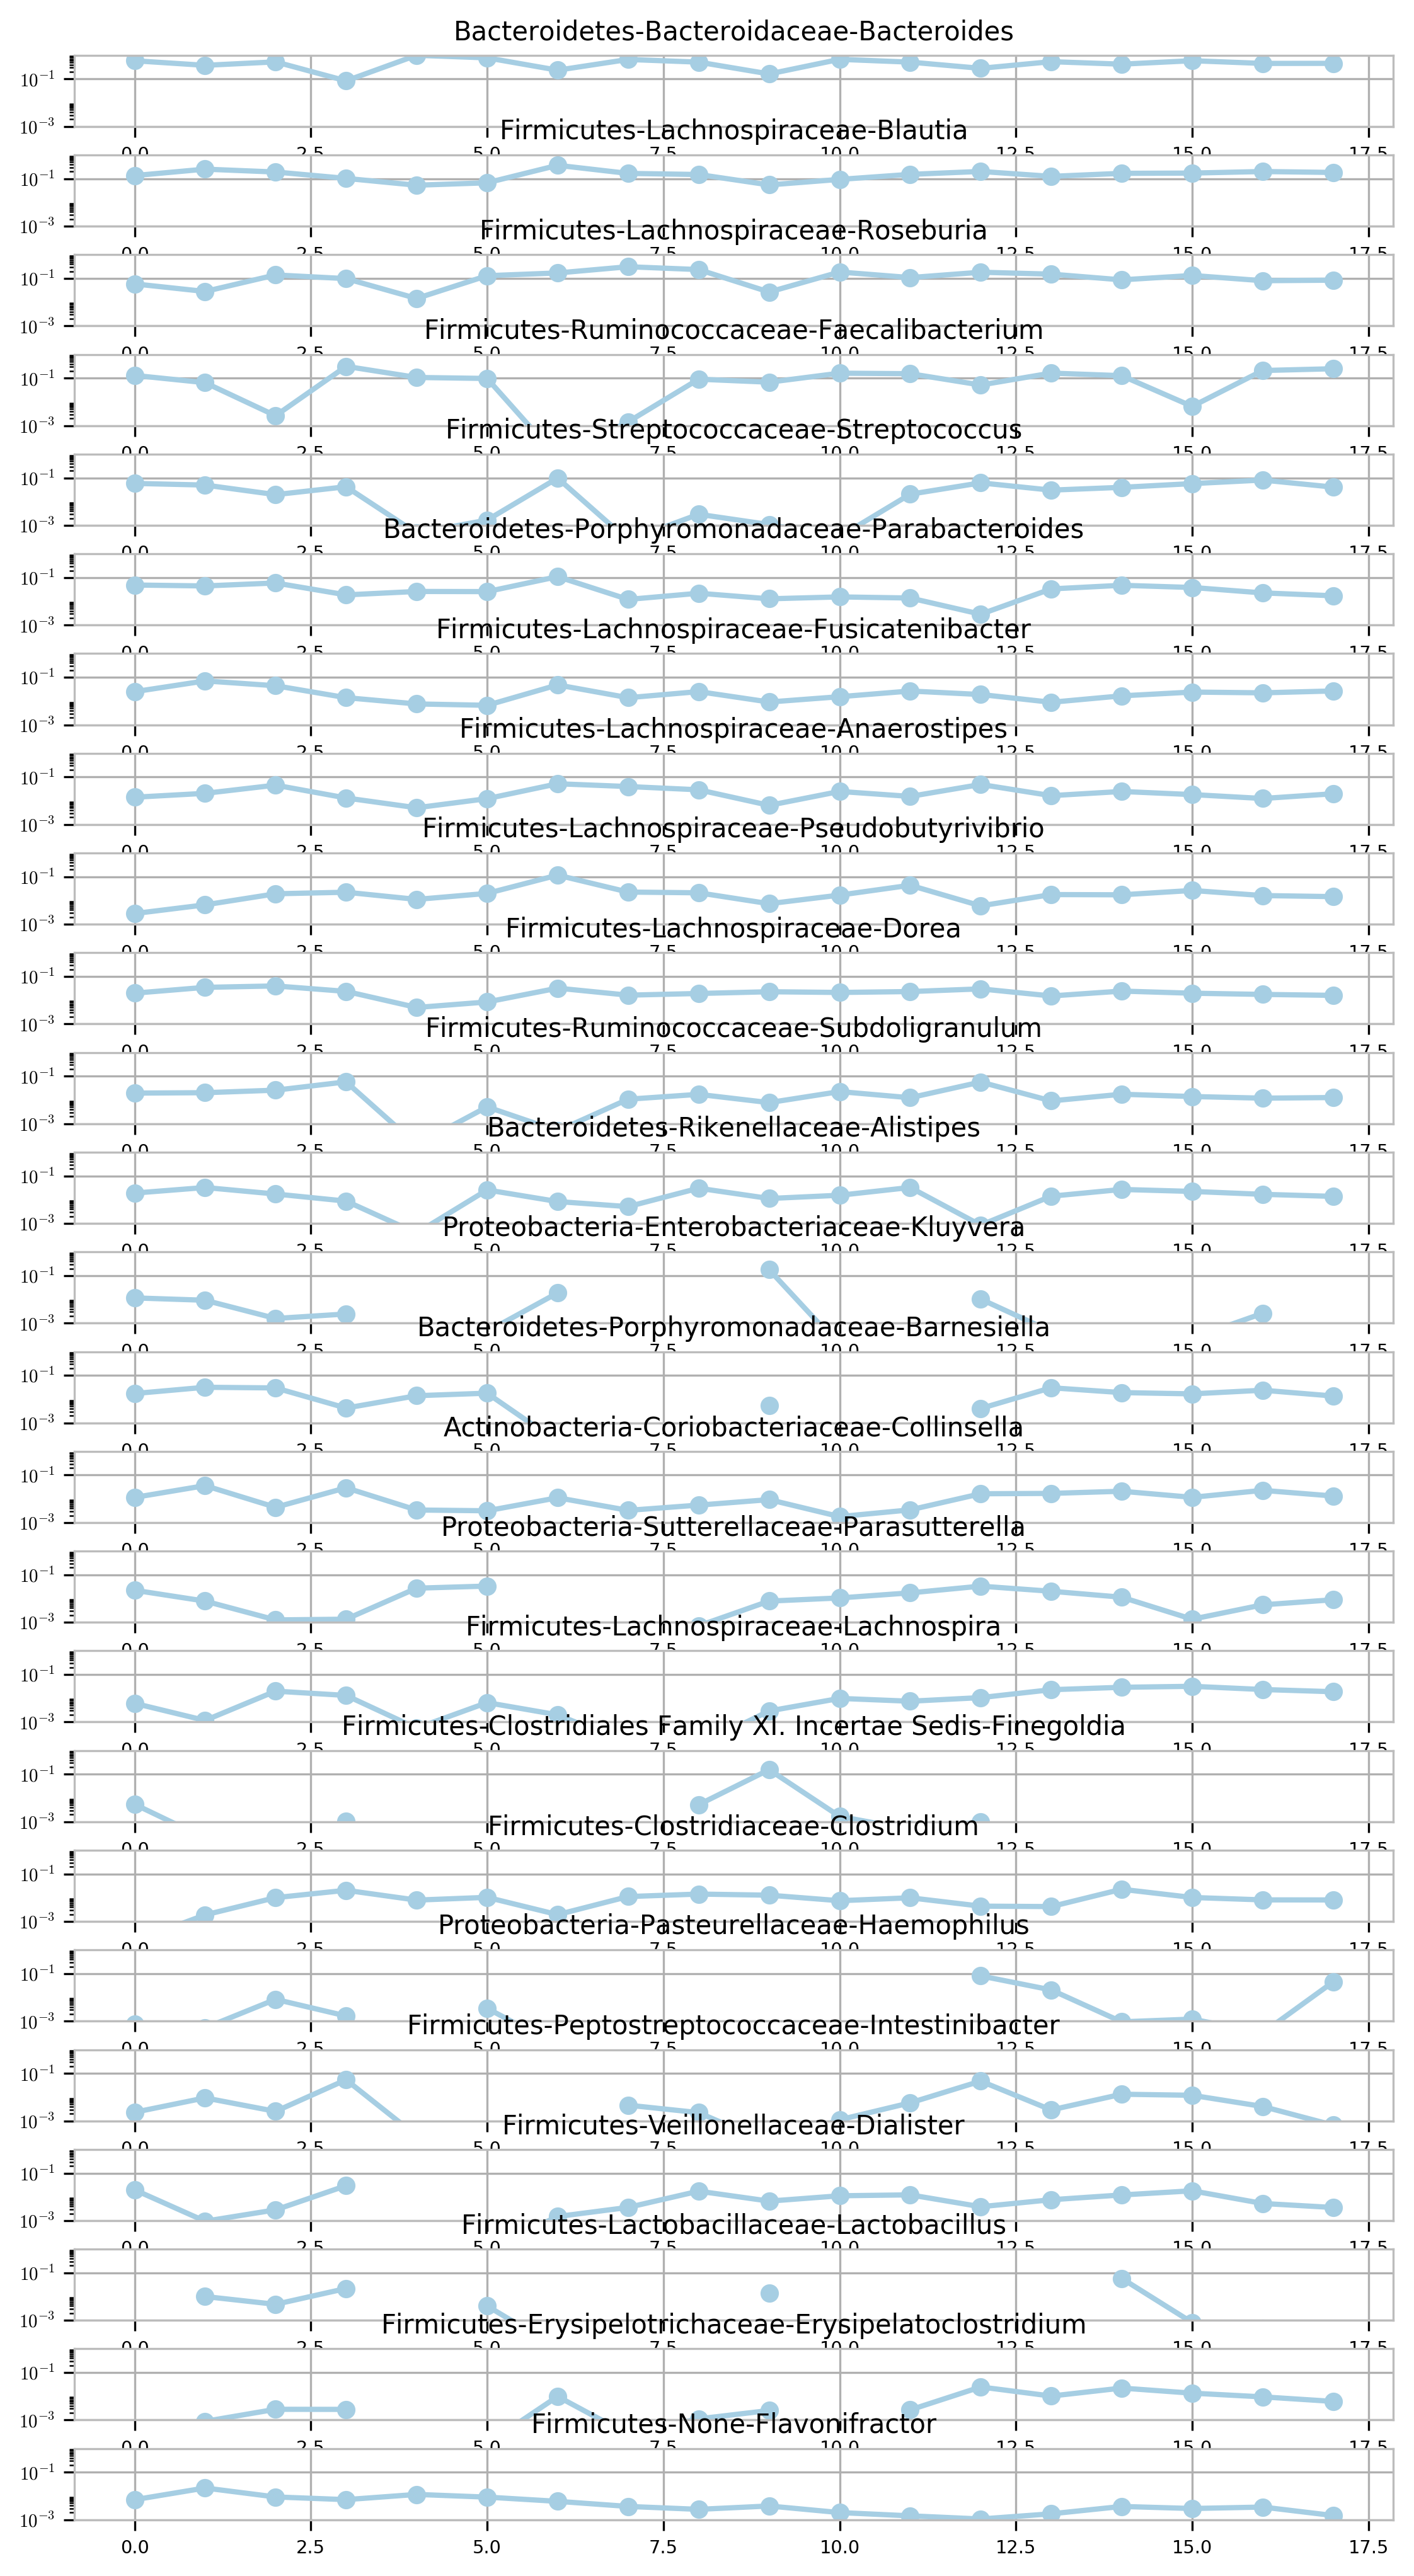 Bacteroidetes-Bacteroidaceae-Bacteroides
10⁻¹
10⁻³
Firmicutes-Lachnospiraceae-Blautia
10⁻¹
10⁻³
Firmicutes-Lachnospiraceae-Roseburia
10⁻¹
10⁻³
Firmicutes-Ruminococcaceae-Faecalibacterium
10⁻¹
10⁻³
Firmicutes-Streptococcaceae-Streptococcus
10⁻¹
10⁻³
Bacteroidetes-Porphyromonadaceae-Parabacteroides
10⁻¹
10⁻³
Firmicutes-Lachnospiraceae-Fusicatenibacter
10⁻¹
10⁻³
Firmicutes-Lachnospiraceae-Anaerostipes
10⁻¹
10⁻³
Firmicutes-Lachnospiraceae-Pseudobutyrivibrio
10⁻¹
10⁻³
Firmicutes-Lachnospiraceae-Dorea
10⁻¹
10⁻³
Firmicutes-Ruminococcaceae-Subdoligranulum
10⁻¹
10⁻³
Bacteroidetes-Rikenellaceae-Alistipes
10⁻¹
10⁻³
Proteobacteria-Enterobacteriaceae-Kluyvera
10⁻¹
10⁻³
Bacteroidetes-Porphyromonadaceae-Barnesiella
10⁻¹
10⁻³
Actinobacteria-Coriobacteriaceae-Collinsella
10⁻¹
10⁻³
Proteobacteria-Sutterellaceae-Parasutterella
10⁻¹
10⁻³
Firmicutes-Lachnospiraceae-Lachnospira
10⁻¹
10⁻³
Firmicutes-Clostridiales Family XI. Incertae Sedis-Finegoldia
10⁻¹
10⁻³
Firmicutes-Clostridiaceae-Clostridium
10⁻¹
10⁻³
Proteobacteria-Pasteurellaceae-Haemophilus
10⁻¹
10⁻³
Firmicutes-Peptostreptococcaceae-Intestinibacter
10⁻¹
10⁻³
Firmicutes-Veillonellaceae-Dialister
10⁻¹
10⁻³
Firmicutes-Lactobacillaceae-Lactobacillus
10⁻¹
10⁻³
Firmicutes-Erysipelotrichaceae-Erysipelatoclostridium
10⁻¹
10⁻³
Firmicutes-None-Flavonifractor
10⁻¹
10⁻³
0.0 2.5 5.0 7.5 10.0 12.5 15.0 17.5